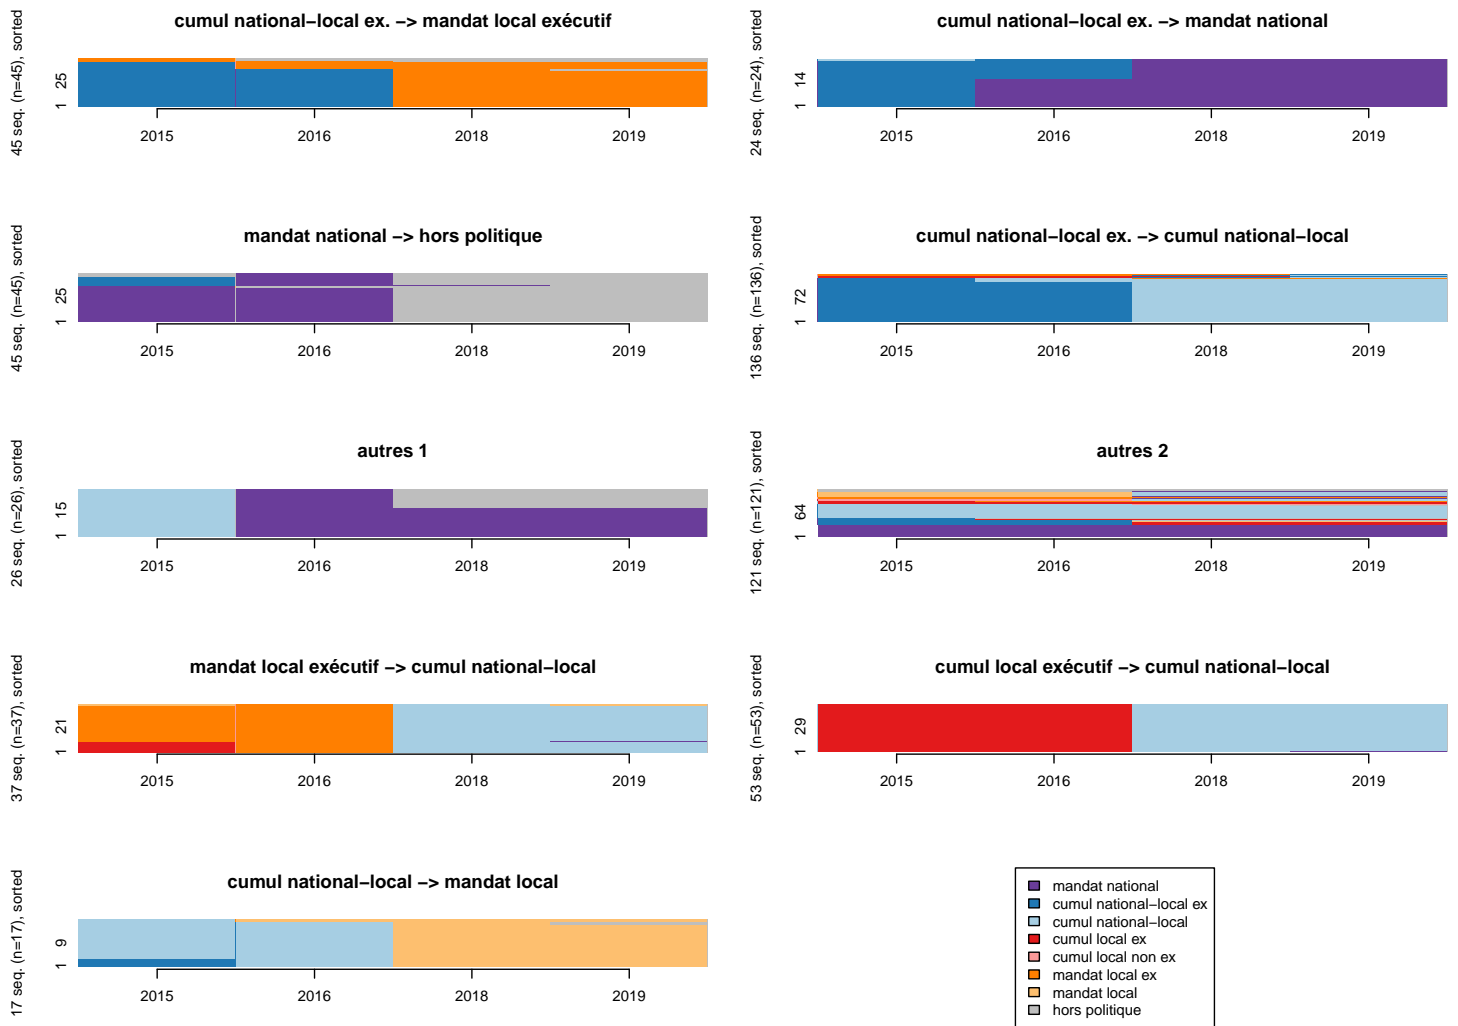 cumul national–local ex. –> mandat local exécutif
45 seq. (n=45), sorted
1 25
2015 2016 2018 2019
cumul national–local ex. –> mandat national
24 seq. (n=24), sorted
1 14
2015 2016 2018 2019
mandat national –> hors politique
45 seq. (n=45), sorted
1 25
2015 2016 2018 2019
cumul national–local ex. –> cumul national–local
136 seq. (n=136), sorted
1 72
2015 2016 2018 2019
autres 1
26 seq. (n=26), sorted
1 15
2015 2016 2018 2019
autres 2
121 seq. (n=121), sorted
1 64
2015 2016 2018 2019
mandat local exécutif –> cumul national–local
37 seq. (n=37), sorted
1 21
2015 2016 2018 2019
cumul local exécutif –> cumul national–local
53 seq. (n=53), sorted
1 29
2015 2016 2018 2019
cumul national–local –> mandat local
17 seq. (n=17), sorted
1 9
2015 2016 2018 2019
mandat national
cumul national–local ex
cumul national–local
cumul local ex
cumul local non ex
mandat local ex
mandat local
hors politique